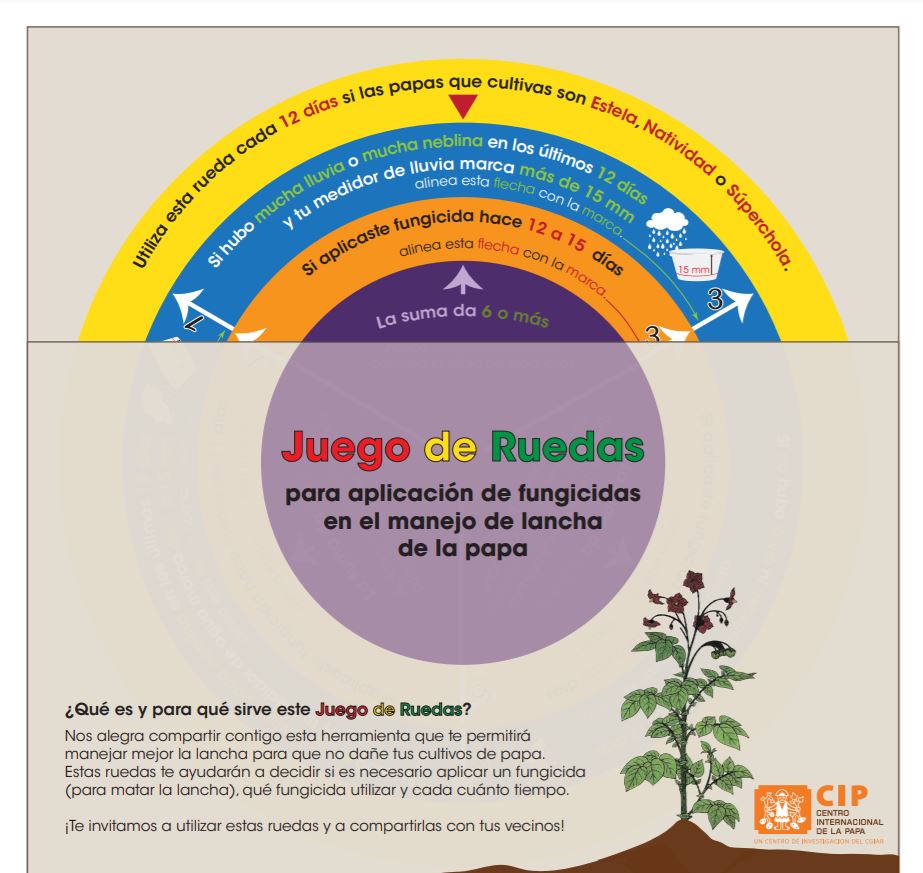 Utiliza esta rueda cada 12 días si las papas que cultivas son Estela, Natividad o Súperchola.
Si hubo mucha lluvia o mucha neblina en los últimos 12 días
y tu medidor de lluvia marca más de 15 mm
alinea esta flecha con la marca
15 mm
3
Si aplicaste fungicida hace 12 a 15 días
alinea esta flecha con la marca
3
La suma da 6 o más
Juego de Ruedas
para aplicación de fungicidas
en el manejo de lancha
de la papa
¿Qué es y para qué sirve este Juego de Ruedas?
Nos alegra compartir contigo esta herramienta que te permitirá
manejar mejor la lancha para que no dañe tus cultivos de papa.
Estas ruedas te ayudarán a decidir si es necesario aplicar un fungicida
(para matar la lancha), qué fungicida utilizar y cada cuánto tiempo.
¡Te invitamos a utilizar estas ruedas y a compartirlas con tus vecinos!
CIP
CENTRO
INTERNACIONAL
DE LA PAPA
UN CENTRO DE INVESTIGACIÓN DEL CGIAR